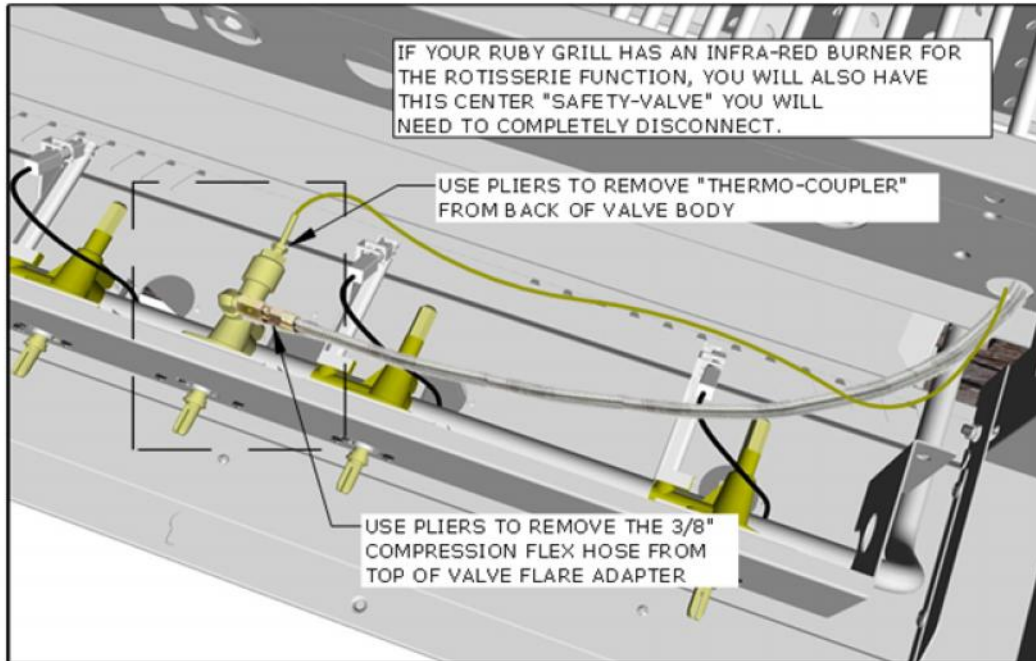 IF YOUR RUBY GRILL HAS AN INFRA-RED BURNER FOR
THE ROTISSERIE FUNCTION, YOU WILL ALSO HAVE
THIS CENTER "SAFETY-VALVE" YOU WILL
NEED TO COMPLETELY DISCONNECT.
USE PLIERS TO REMOVE "THERMO-COUPLER"
FROM BACK OF VALVE BODY
USE PLIERS TO REMOVE THE 3/8"
COMPRESSION FLEX HOSE FROM
TOP OF VALVE FLARE ADAPTER